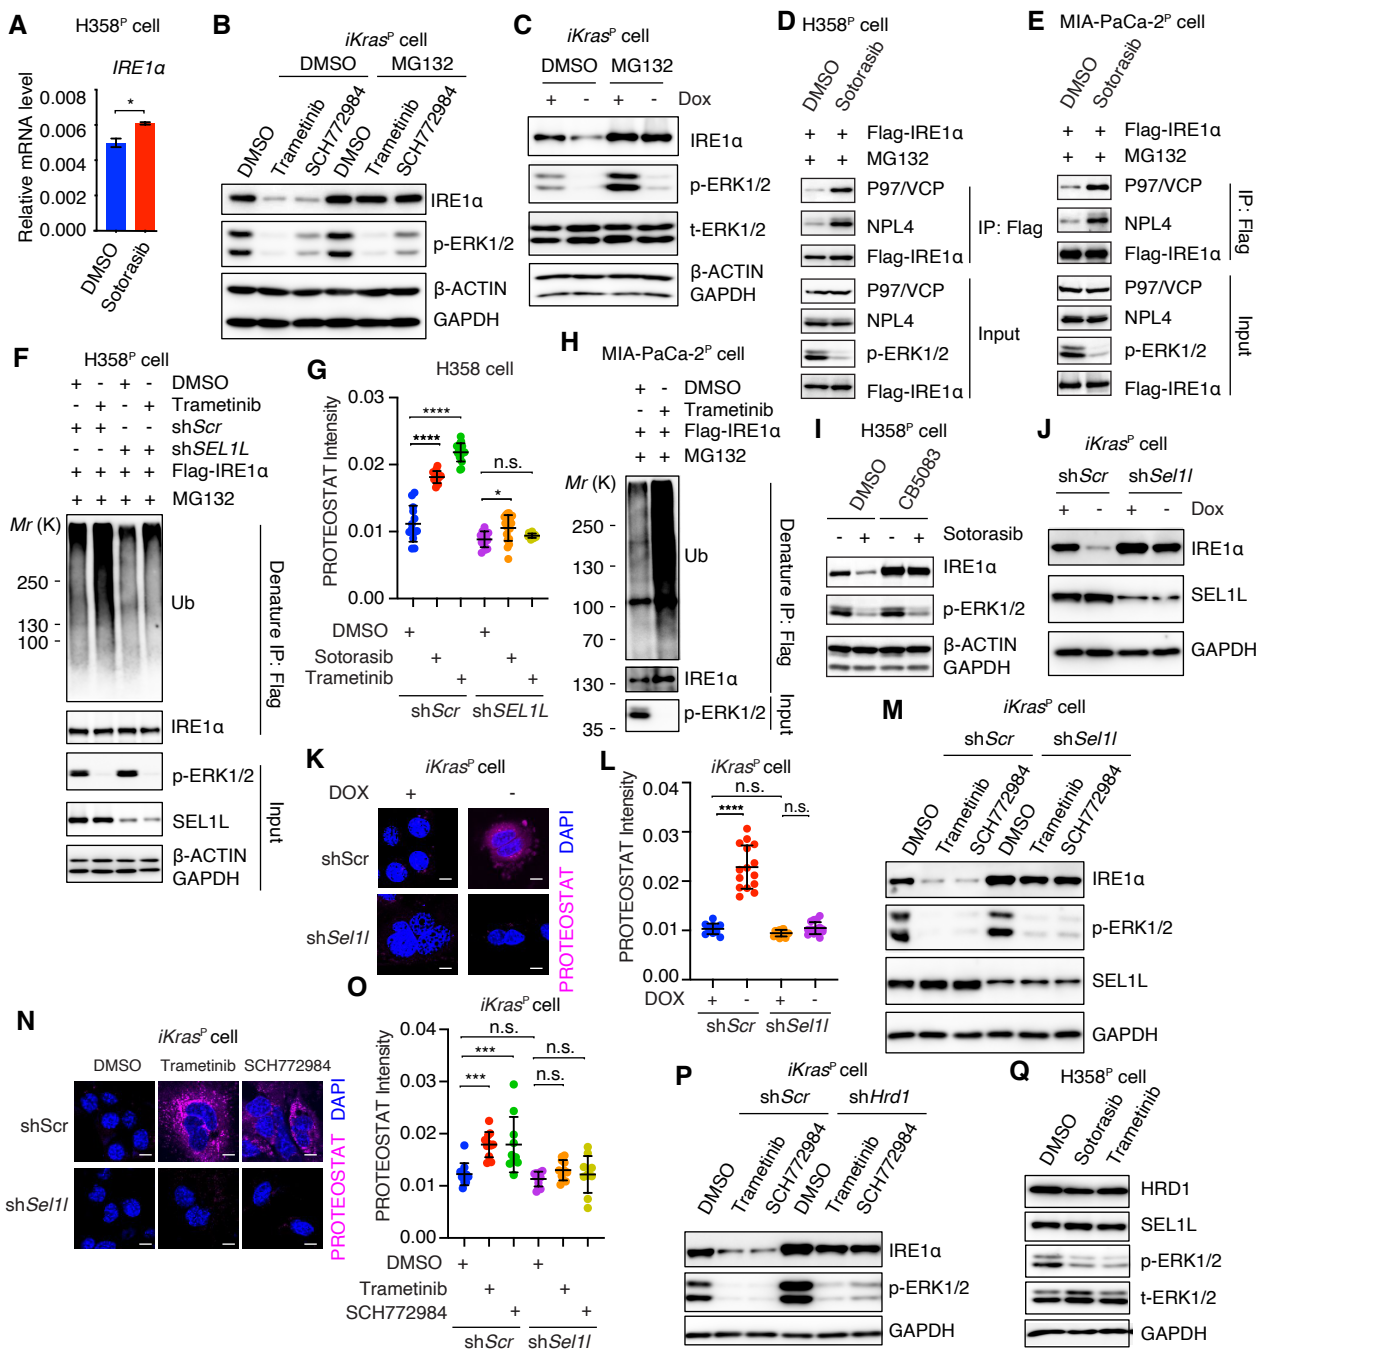 A
H358ᴾ cell
IRE1α
Relative mRNA level
0.008
0.006
0.004
0.002
0.000
*
DMSO
Sotorasib
B
iKrasᴾ cell
DMSO MG132
DMSO
Trametinib
SCH772984
DMSO
Trametinib
SCH772984
IRE1α
p-ERK1/2
β-ACTIN
GAPDH
C
iKrasᴾ cell
DMSO MG132
+ - + - Dox
IRE1α
p-ERK1/2
t-ERK1/2
β-ACTIN
GAPDH
D
H358ᴾ cell
DMSO
Sotorasib
+ + Flag-IRE1α
+ + MG132
P97/VCP
NPL4
Flag-IRE1α
IP: Flag
P97/VCP
NPL4
p-ERK1/2
Flag-IRE1α
Input
E
MIA-PaCa-2ᴾ cell
DMSO
Sotorasib
+ + Flag-IRE1α
+ + MG132
P97/VCP
NPL4
Flag-IRE1α
IP: Flag
P97/VCP
NPL4
p-ERK1/2
Flag-IRE1α
Input
F
H358ᴾ cell
+ - + - DMSO
- + - + Trametinib
+ + - - shScr
- - + + shSEL1L
+ + + + Flag-IRE1α
+ + + + MG132
Mr (K)
250 -
130 -
100 -
Ub
IRE1α
Denature IP: Flag
p-ERK1/2
SEL1L
β-ACTIN
GAPDH
Input
G
H358 cell
PROTEOSTAT Intensity
0.03
0.02
0.01
0.00
****
****
n.s.
*
DMSO + +
Sotorasib + +
Trametinib + +
shScr shSEL1L
H
MIA-PaCa-2ᴾ cell
+ - DMSO
- + Trametinib
+ + Flag-IRE1α
+ + MG132
Mr (K)
250 -
130 -
100 -
70 -
Ub
130 - IRE1α
Denature IP: Flag
35 - p-ERK1/2
Input
I
H358ᴾ cell
DMSO
CB5083
- + - + Sotorasib
IRE1α
p-ERK1/2
β-ACTIN
GAPDH
J
iKrasᴾ cell
shScr shSel1l
+ - + - Dox
IRE1α
SEL1L
GAPDH
K
iKrasᴾ cell
DOX + -
shScr
shSel1l
PROTEOSTAT DAPI
L
iKrasᴾ cell
PROTEOSTAT Intensity
0.04
0.03
0.02
0.01
0.00
n.s.
****
n.s.
DOX + - + -
shScr shSel1l
M
iKrasᴾ cell
shScr shSel1l
DMSO
Trametinib
SCH772984
DMSO
Trametinib
SCH772984
IRE1α
p-ERK1/2
SEL1L
GAPDH
N
iKrasᴾ cell
DMSO Trametinib SCH772984
shScr
shSel1l
PROTEOSTAT DAPI
O
iKrasᴾ cell
PROTEOSTAT Intensity
0.04
0.03
0.02
0.01
0.00
n.s.
***
***
n.s.
n.s.
DMSO + +
Trametinib + +
SCH772984 + +
shScr shSel1l
P
iKrasᴾ cell
shScr shHrd1
DMSO
Trametinib
SCH772984
DMSO
Trametinib
SCH772984
IRE1α
p-ERK1/2
GAPDH
Q
H358ᴾ cell
DMSO
Sotorasib
Trametinib
HRD1
SEL1L
p-ERK1/2
t-ERK1/2
GAPDH